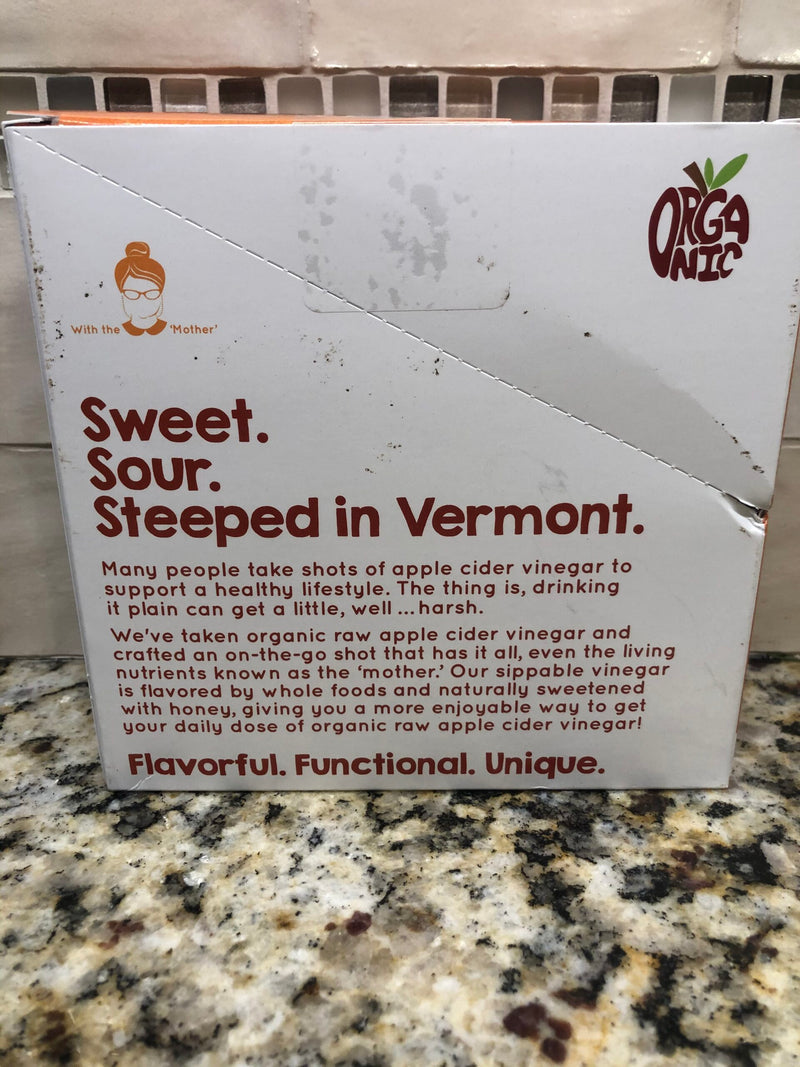 ORGA
NIC
With the 'Mother'
Sweet.
Sour.
Steeped in Vermont.
Many people take shots of apple cider vinegar to
support a healthy lifestyle. The thing is, drinking
it plain can get a little, well ... harsh.
We've taken organic raw apple cider vinegar and
crafted an on-the-go shot that has it all, even the living
nutrients known as the 'mother.' Our sippable vinegar
is flavored by whole foods and naturally sweetened
with honey, giving you a more enjoyable way to get
your daily dose of organic raw apple cider vinegar!
Flavorful. Functional. Unique.